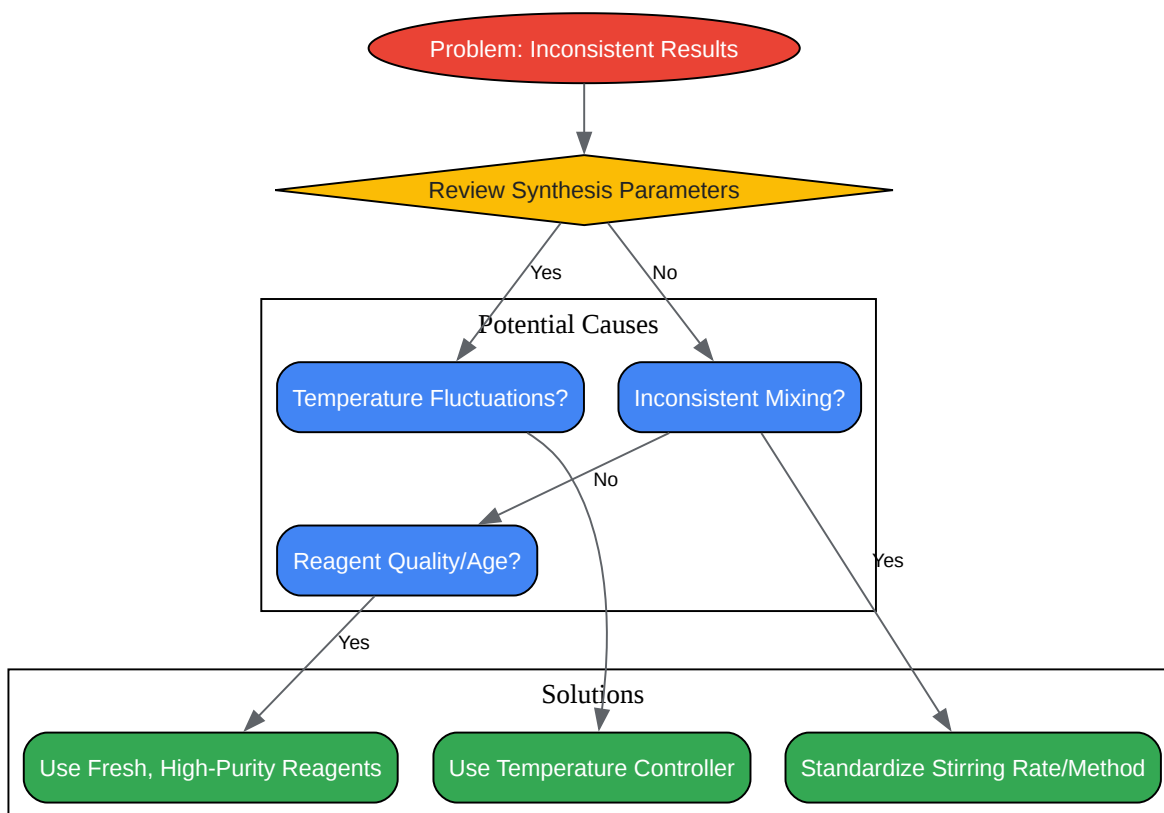 Problem: Inconsistent Results
Review Synthesis Parameters
Yes
No
Potential Causes
Temperature Fluctuations?
Inconsistent Mixing?
No
Reagent Quality/Age?
Yes
Yes
Solutions
Use Fresh, High-Purity Reagents
Use Temperature Controller
Standardize Stirring Rate/Method